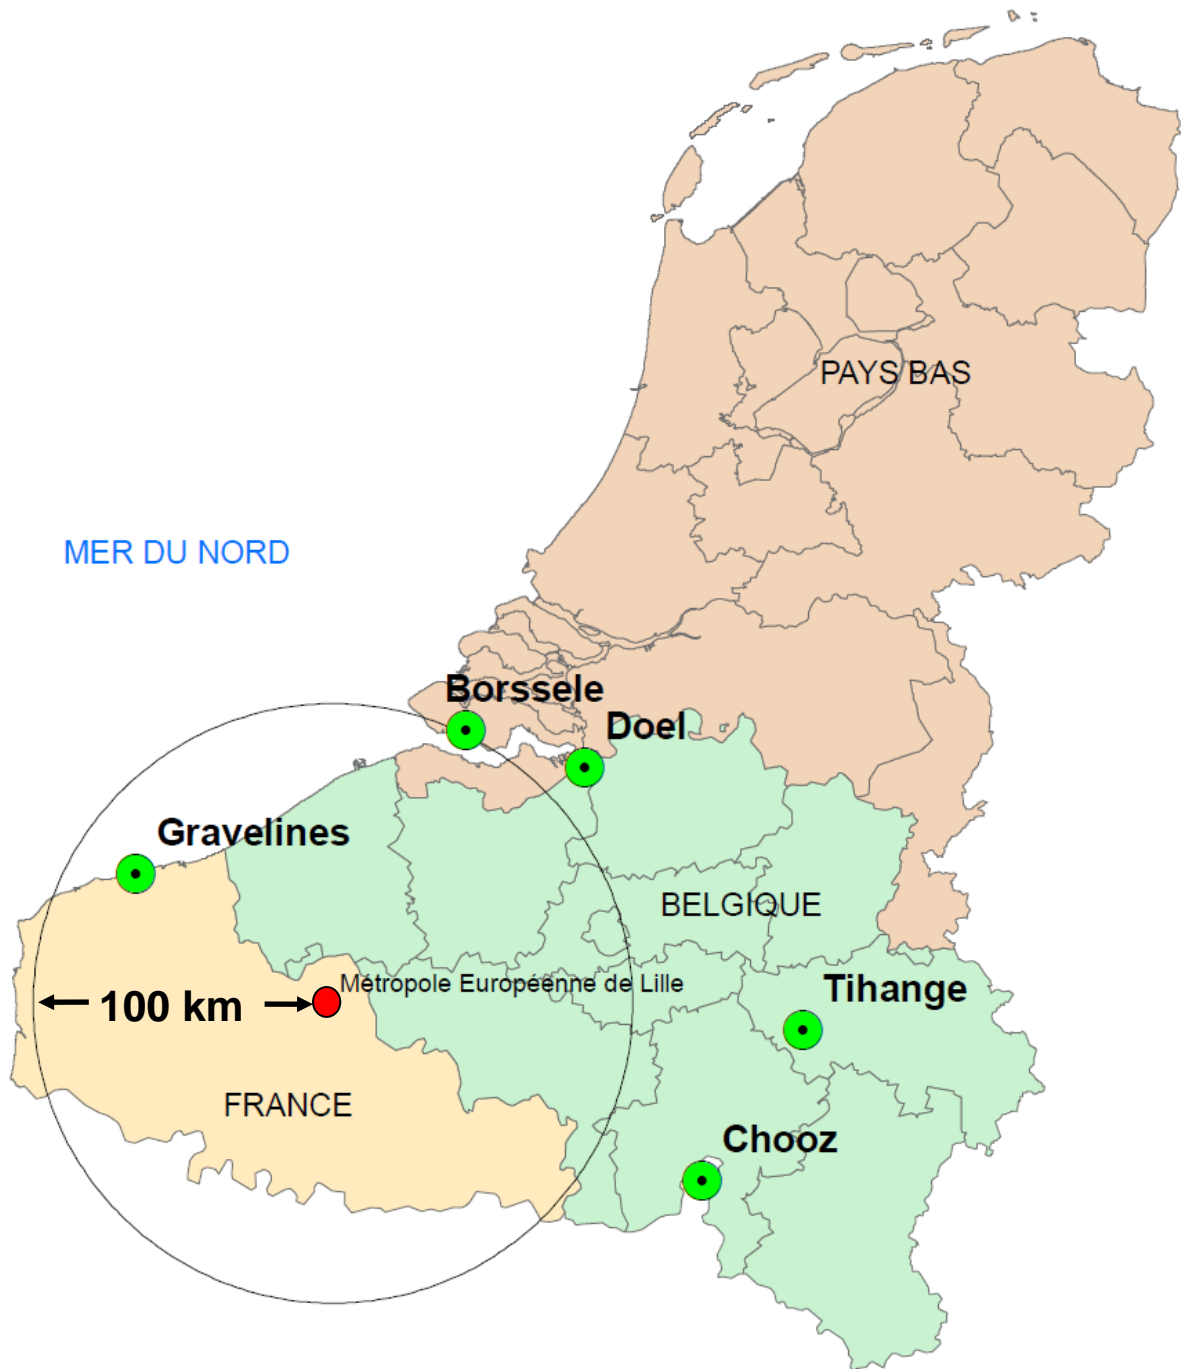 PAYS BAS
MER DU NORD
Borssele
Doel
Gravelines
BELGIQUE
Métropole Européenne de Lille
Tihange
100 km
FRANCE
Chooz